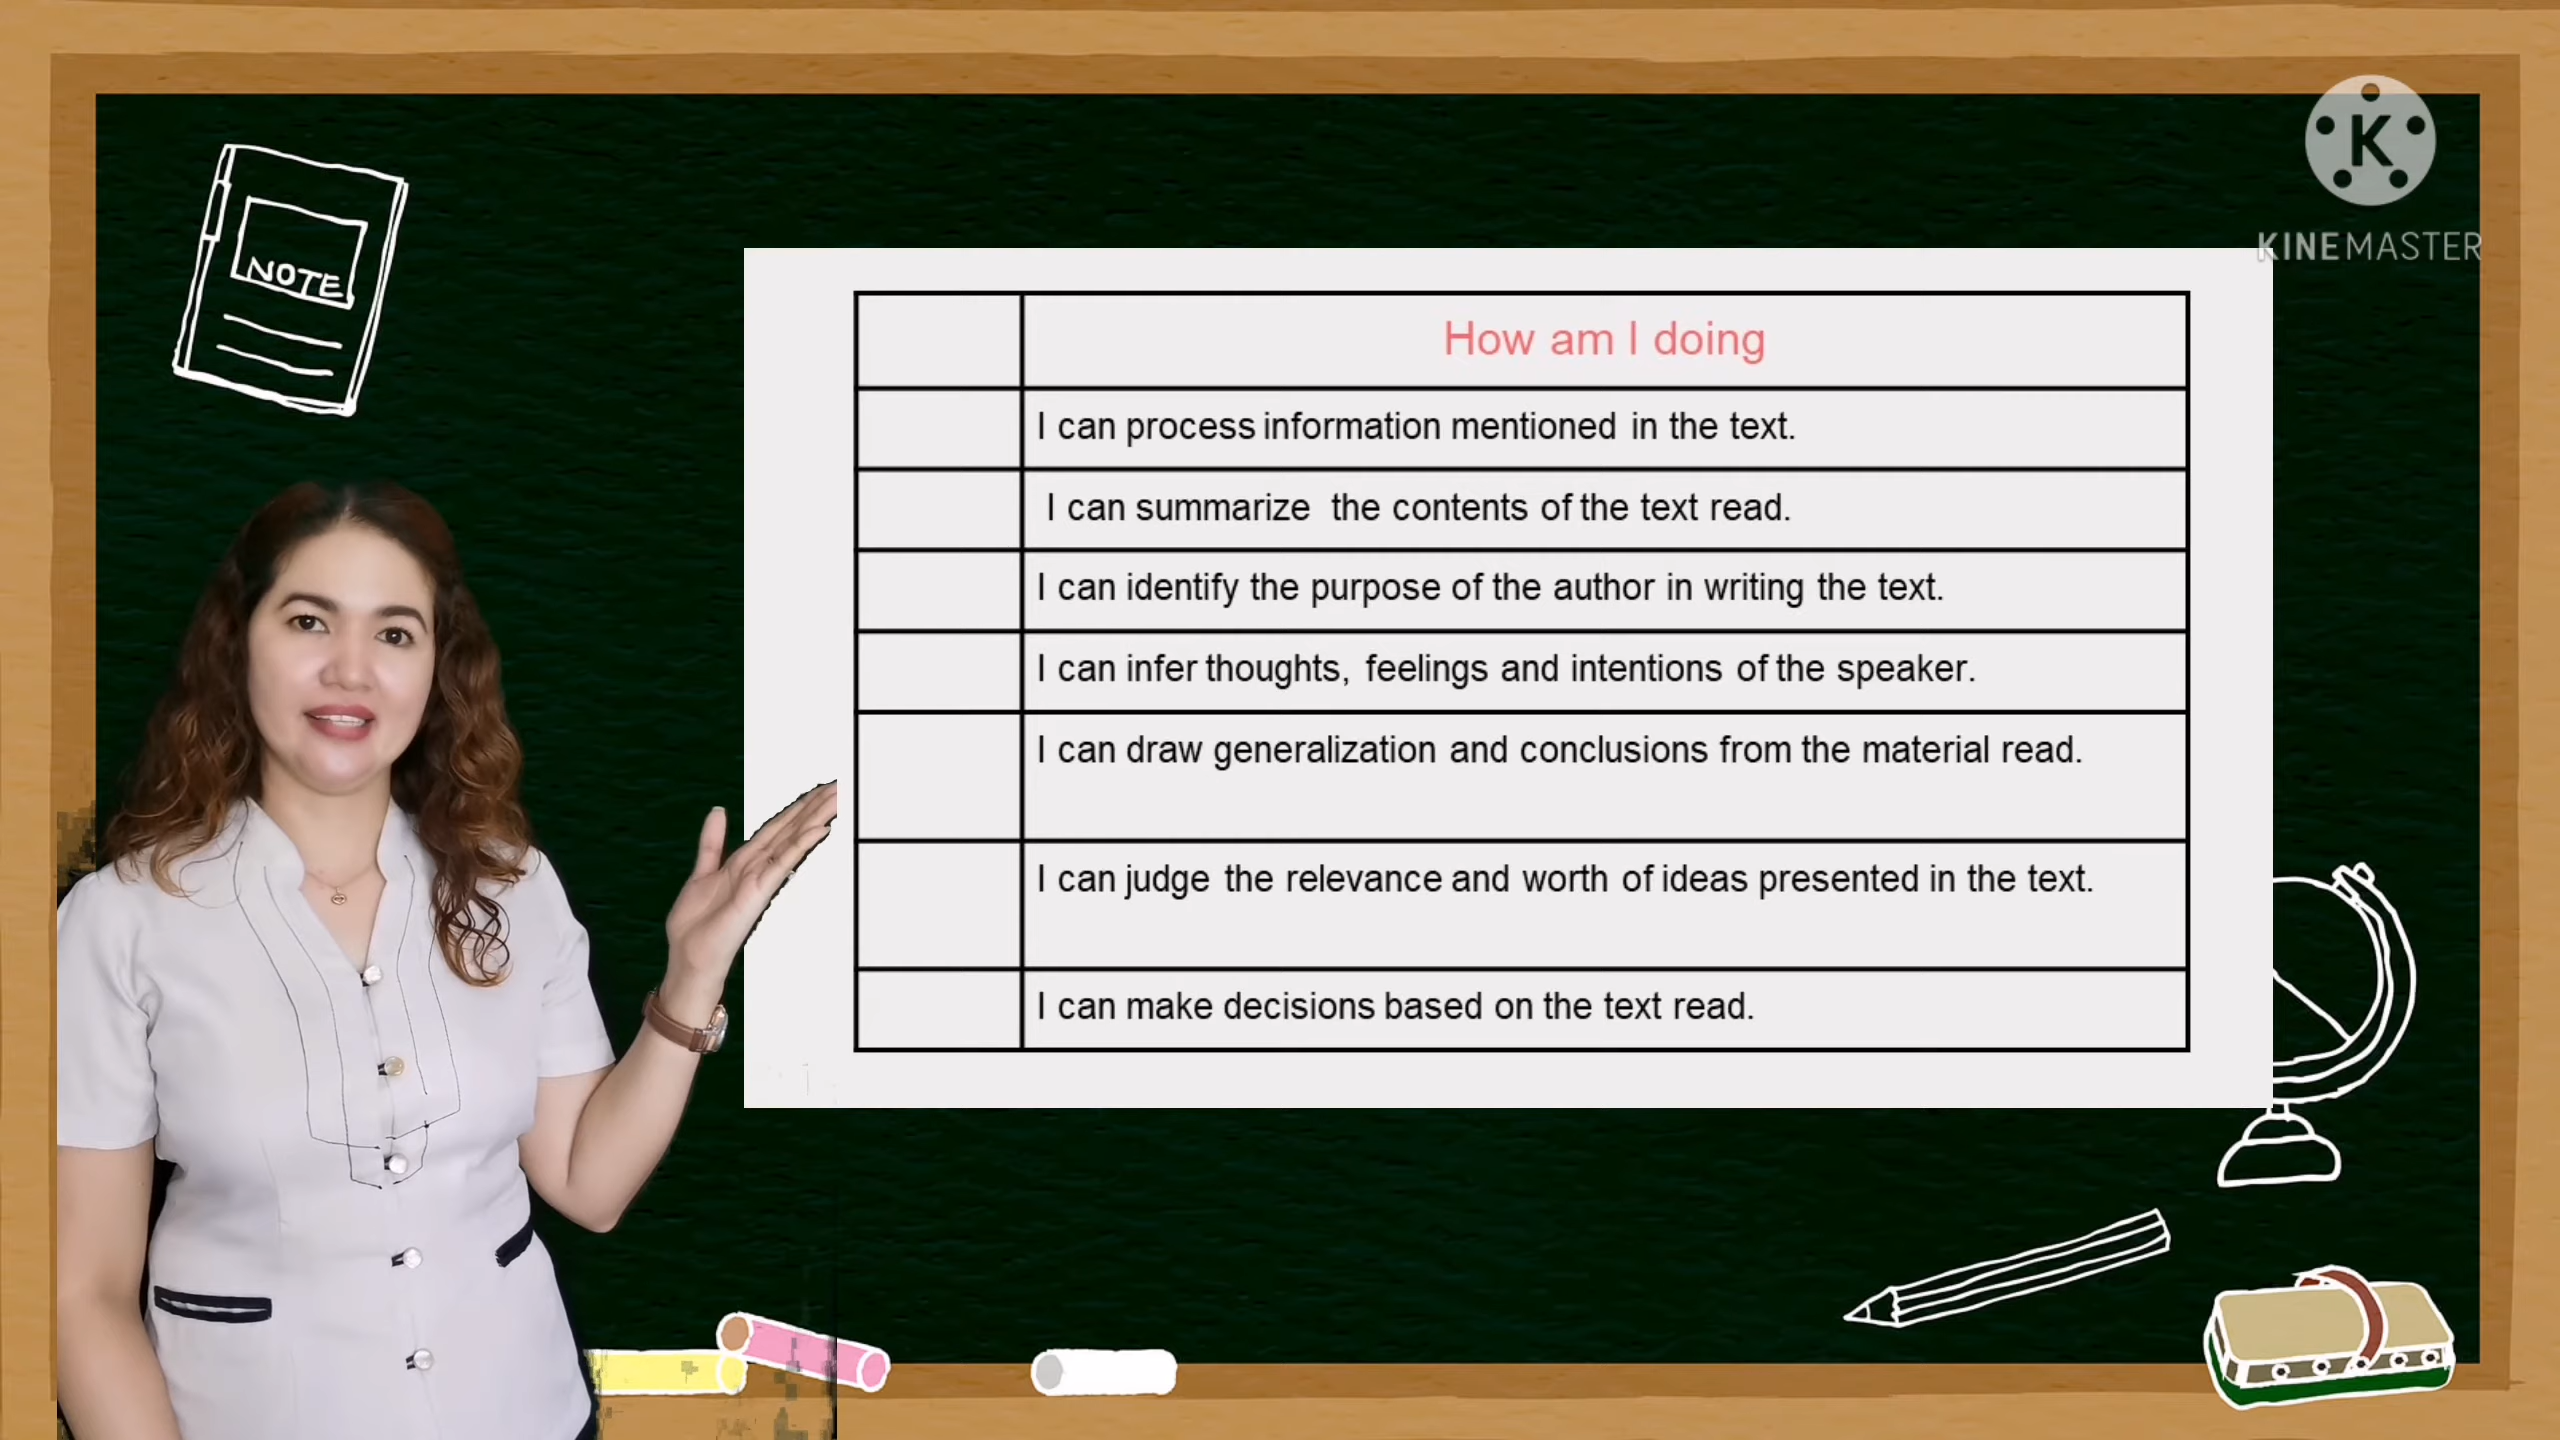 NOTE
K
KINEMASTER
How am I doing
I can process information mentioned in the text.
I can summarize the contents of the text read.
I can identify the purpose of the author in writing the text.
I can infer thoughts, feelings and intentions of the speaker.
I can draw generalization and conclusions from the material read.
I can judge the relevance and worth of ideas presented in the text.
I can make decisions based on the text read.